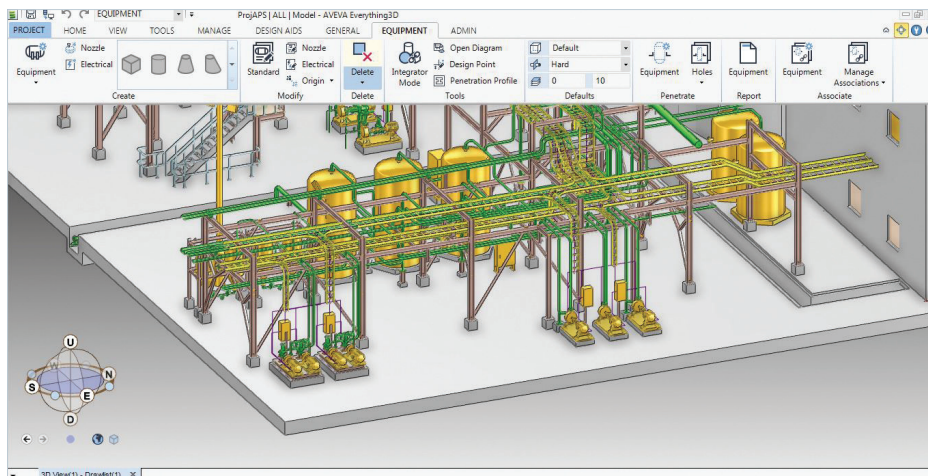 EQUIPMENT
ProjAPS | ALL | Model - AVEVA Everything3D
PROJECT HOME VIEW TOOLS MANAGE DESIGN AIDS GENERAL EQUIPMENT ADMIN
Equipment
Nozzle
Electrical
Create
Standard
Nozzle
Electrical
Origin
Modify
Delete
Delete
Integrator
Mode
Open Diagram
Design Point
Penetration Profile
Tools
Default
Hard
0 10
Defaults
Equipment
Holes
Penetrate
Equipment
Report
Equipment
Manage
Associations
Associate
U
W
N
S
E
D
3D View(1) - Drawlist(1)